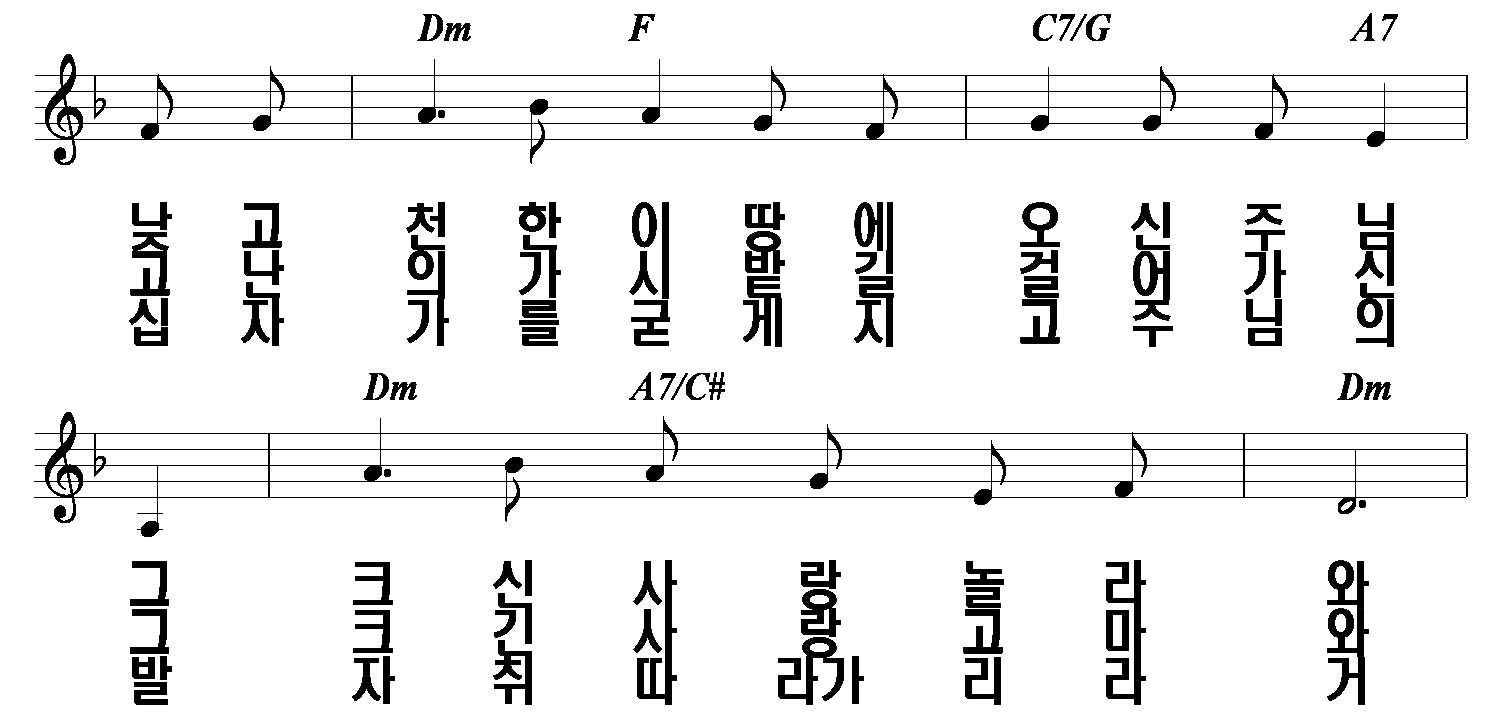 Dm F C7/G A7
낮 고 천 한 이 땅 에 오 신 주 님
고 난 의 가 시 밭 길 걸 어 가 신
십 자 가 를 굳 게 지 고 주 님 의
Dm A7/C# Dm
그 크 신 사 랑 놀 라 와
그 크 긴 사 랑 고 마 와
발 자 취 따 라가 리 라 거